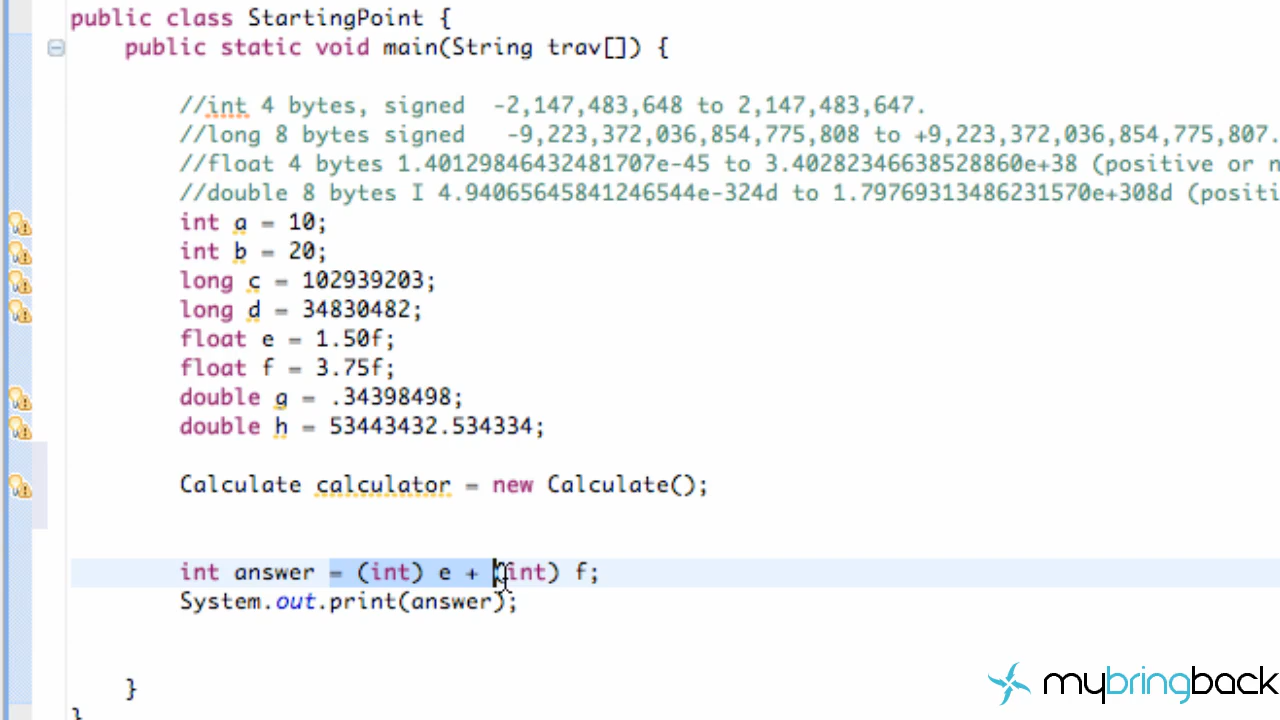 public class StartingPoint {
public static void main(String trav[]) {
//int 4 bytes, signed -2,147,483,648 to 2,147,483,647.
//long 8 bytes signed -9,223,372,036,854,775,808 to +9,223,372,036,854,775,807.
//float 4 bytes 1.40129846432481707e-45 to 3.40282346638528860e+38 (positive or n
//double 8 bytes I 4.94065645841246544e-324d to 1.79769313486231570e+308d (positi
int a = 10;
int b = 20;
long c = 102939203;
long d = 34830482;
float e = 1.50f;
float f = 3.75f;
double g = .34398498;
double h = 53443432.534334;
Calculate calculator = new Calculate();
int answer = (int) e + (int) f;
System.out.print(answer);
}
}
mybringback